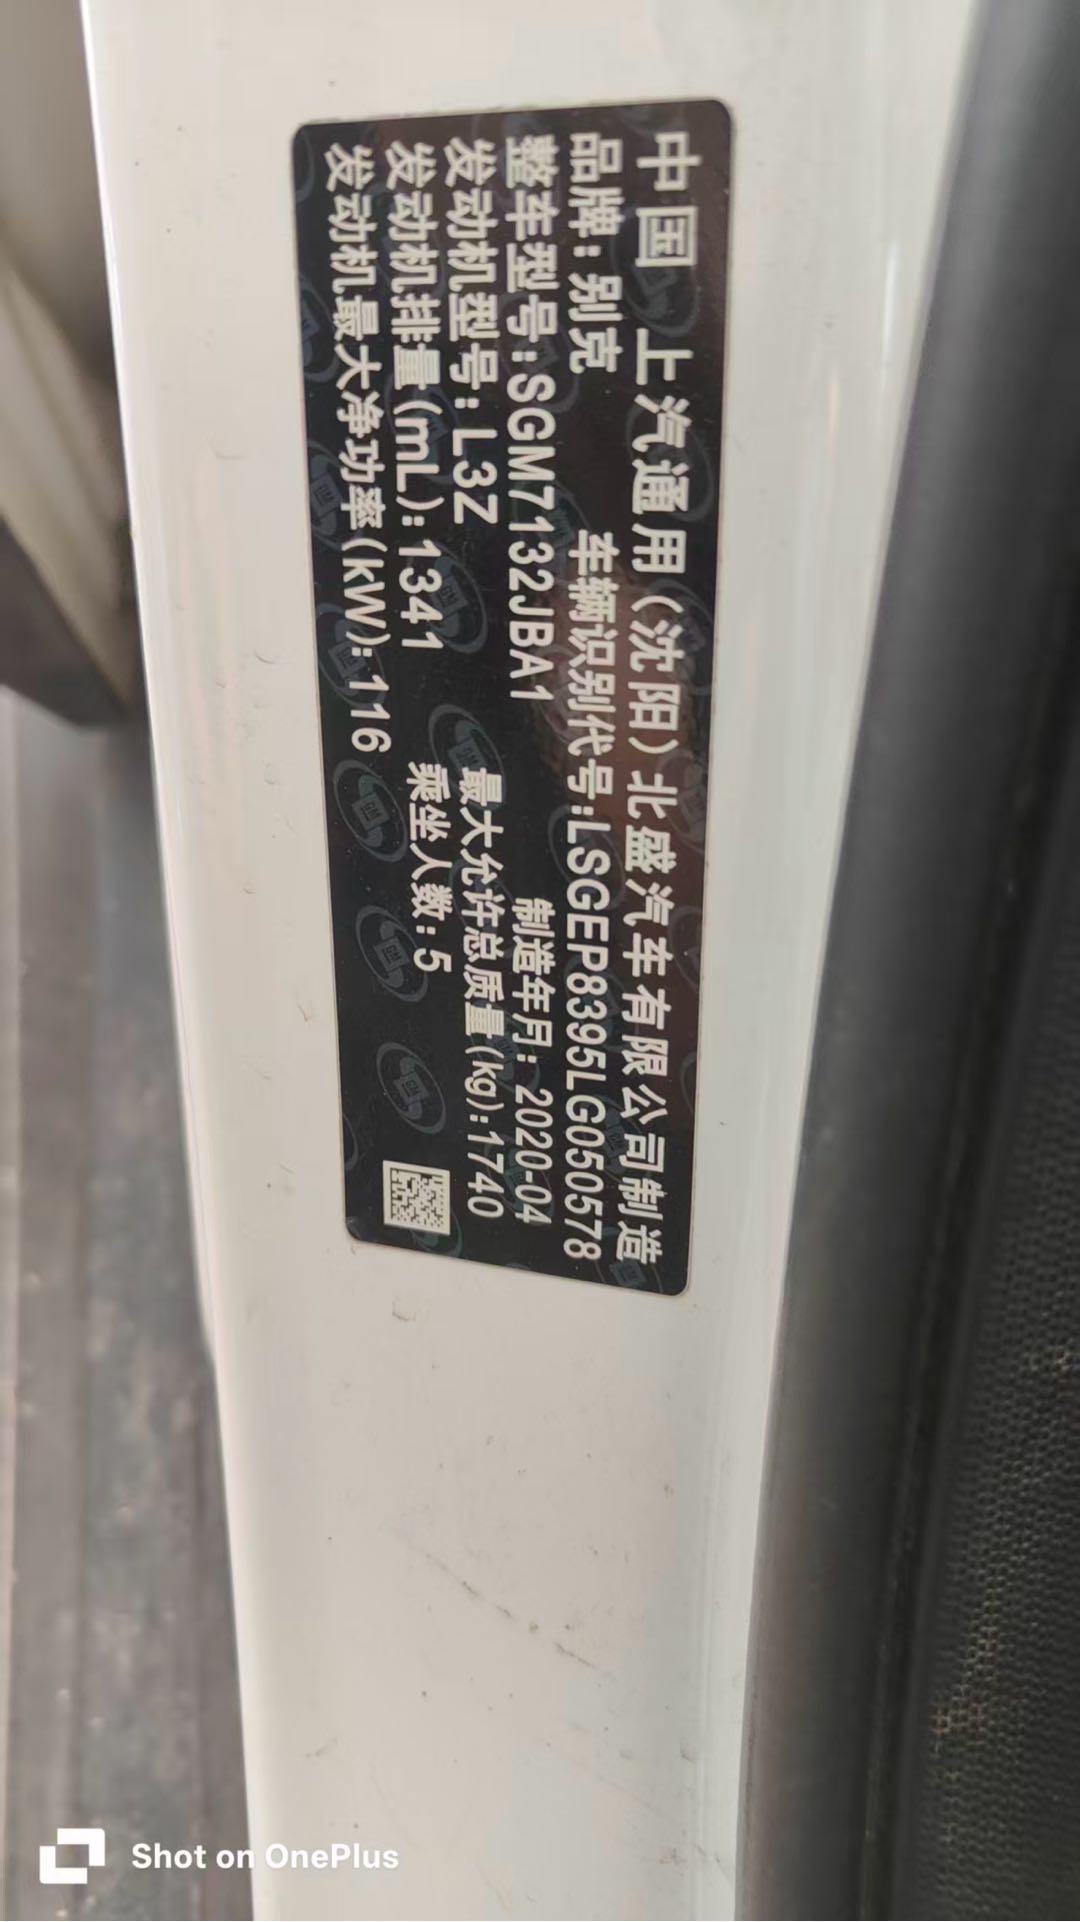 中国 上汽通用(沈阳)北盛汽车有限公司制造
品牌:别克 车辆识别代号:LSGEP8395LG050578
整车型号:SGM7132JBA1 制造年月:2020-04
发动机型号:L3Z 最大允许总质量(kg):1740
发动机排量(mL):1341 乘坐人数:5
发动机最大净功率(kW):116
Shot on OnePlus